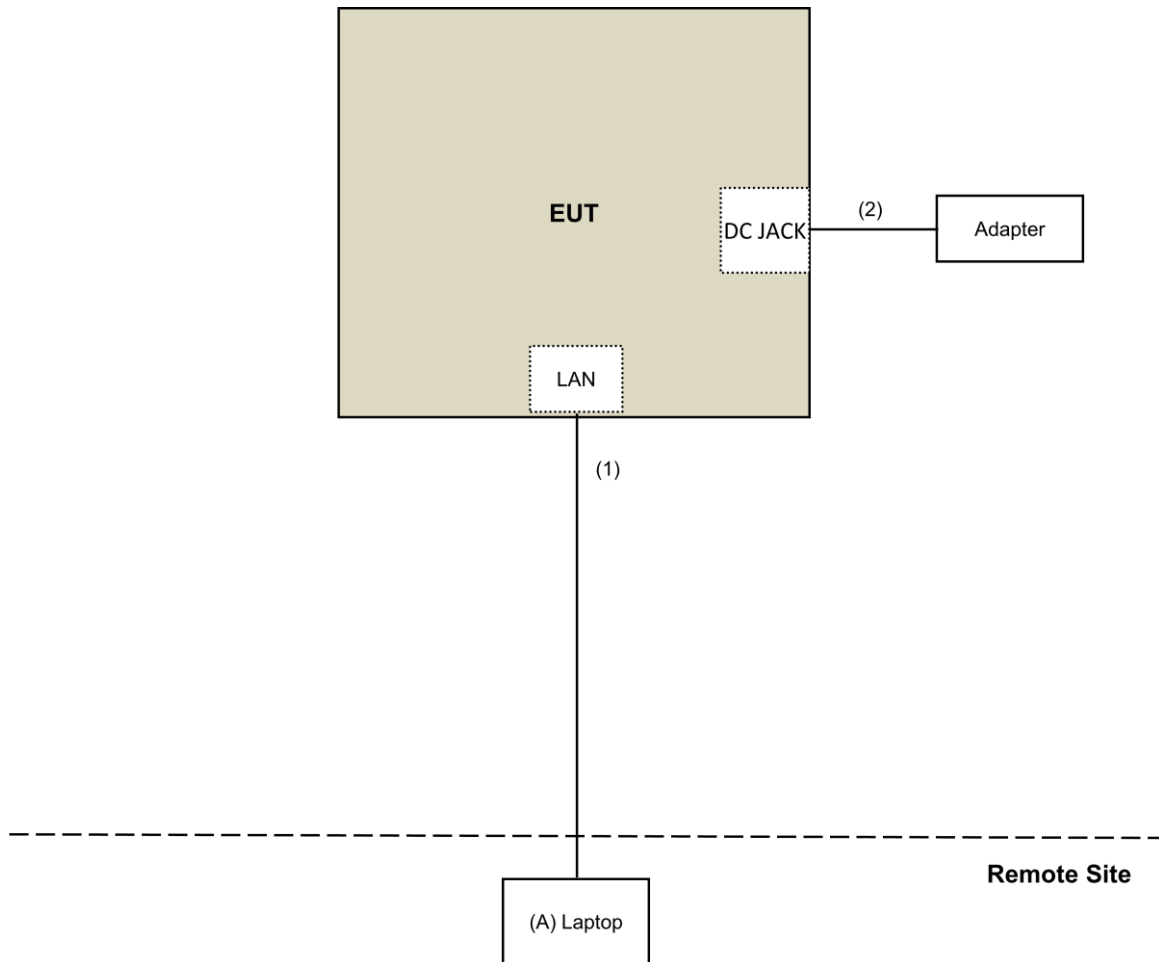 EUT
DC JACK
(2)
Adapter
LAN
(1)
Remote Site
(A) Laptop